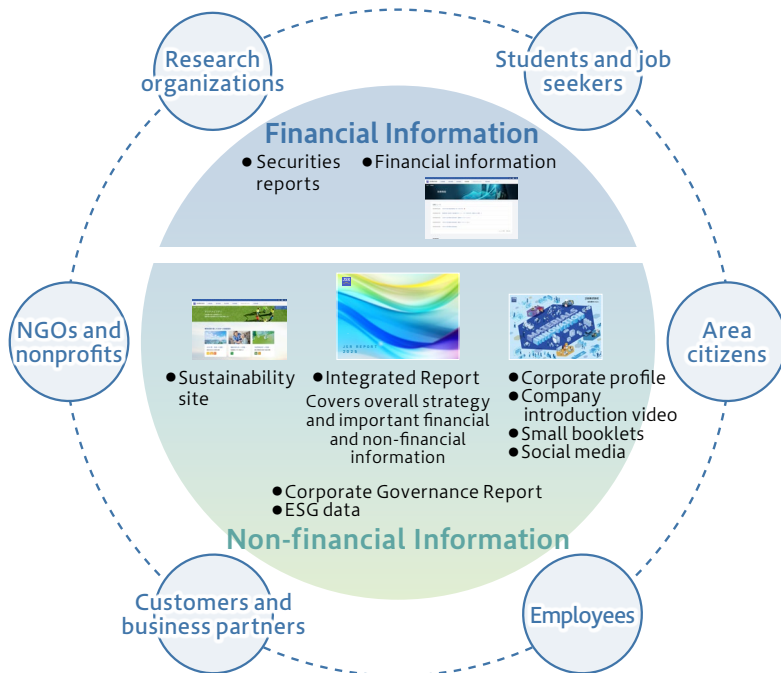 Research
organizations
Students and job
seekers
Financial Information
●Securities
reports
●Financial information
NGOs and
nonprofits
Area
citizens
JSR REPORT
●Sustainability
site
●Integrated Report
Covers overall strategy
and important financial
and non-financial
information
●Corporate profile
●Company
introduction video
●Small booklets
●Social media
●Corporate Governance Report
●ESG data
Non-financial Information
Customers and
business partners
Employees